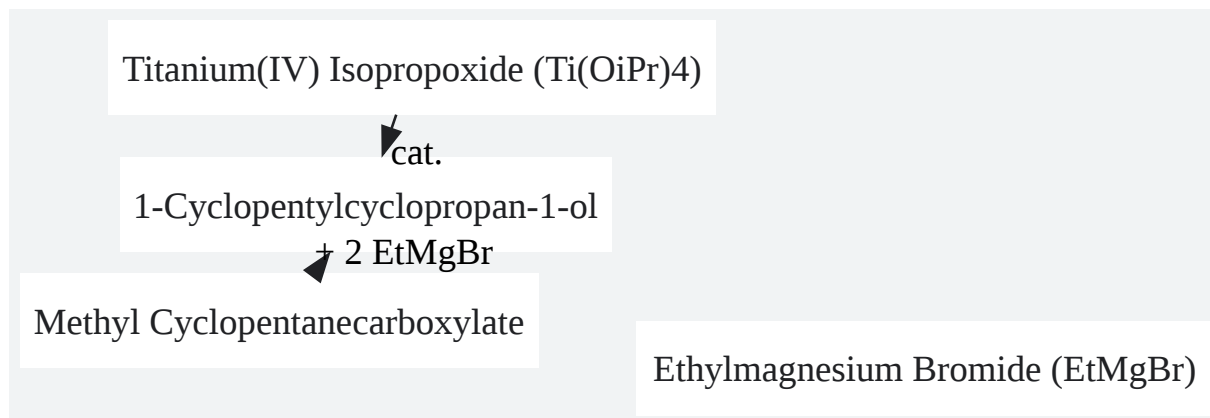 Titanium(IV) Isopropoxide (Ti(OiPr)4)
cat.
1-Cyclopentylcyclopropan-1-ol
+ 2 EtMgBr
Methyl Cyclopentanecarboxylate
Ethylmagnesium Bromide (EtMgBr)